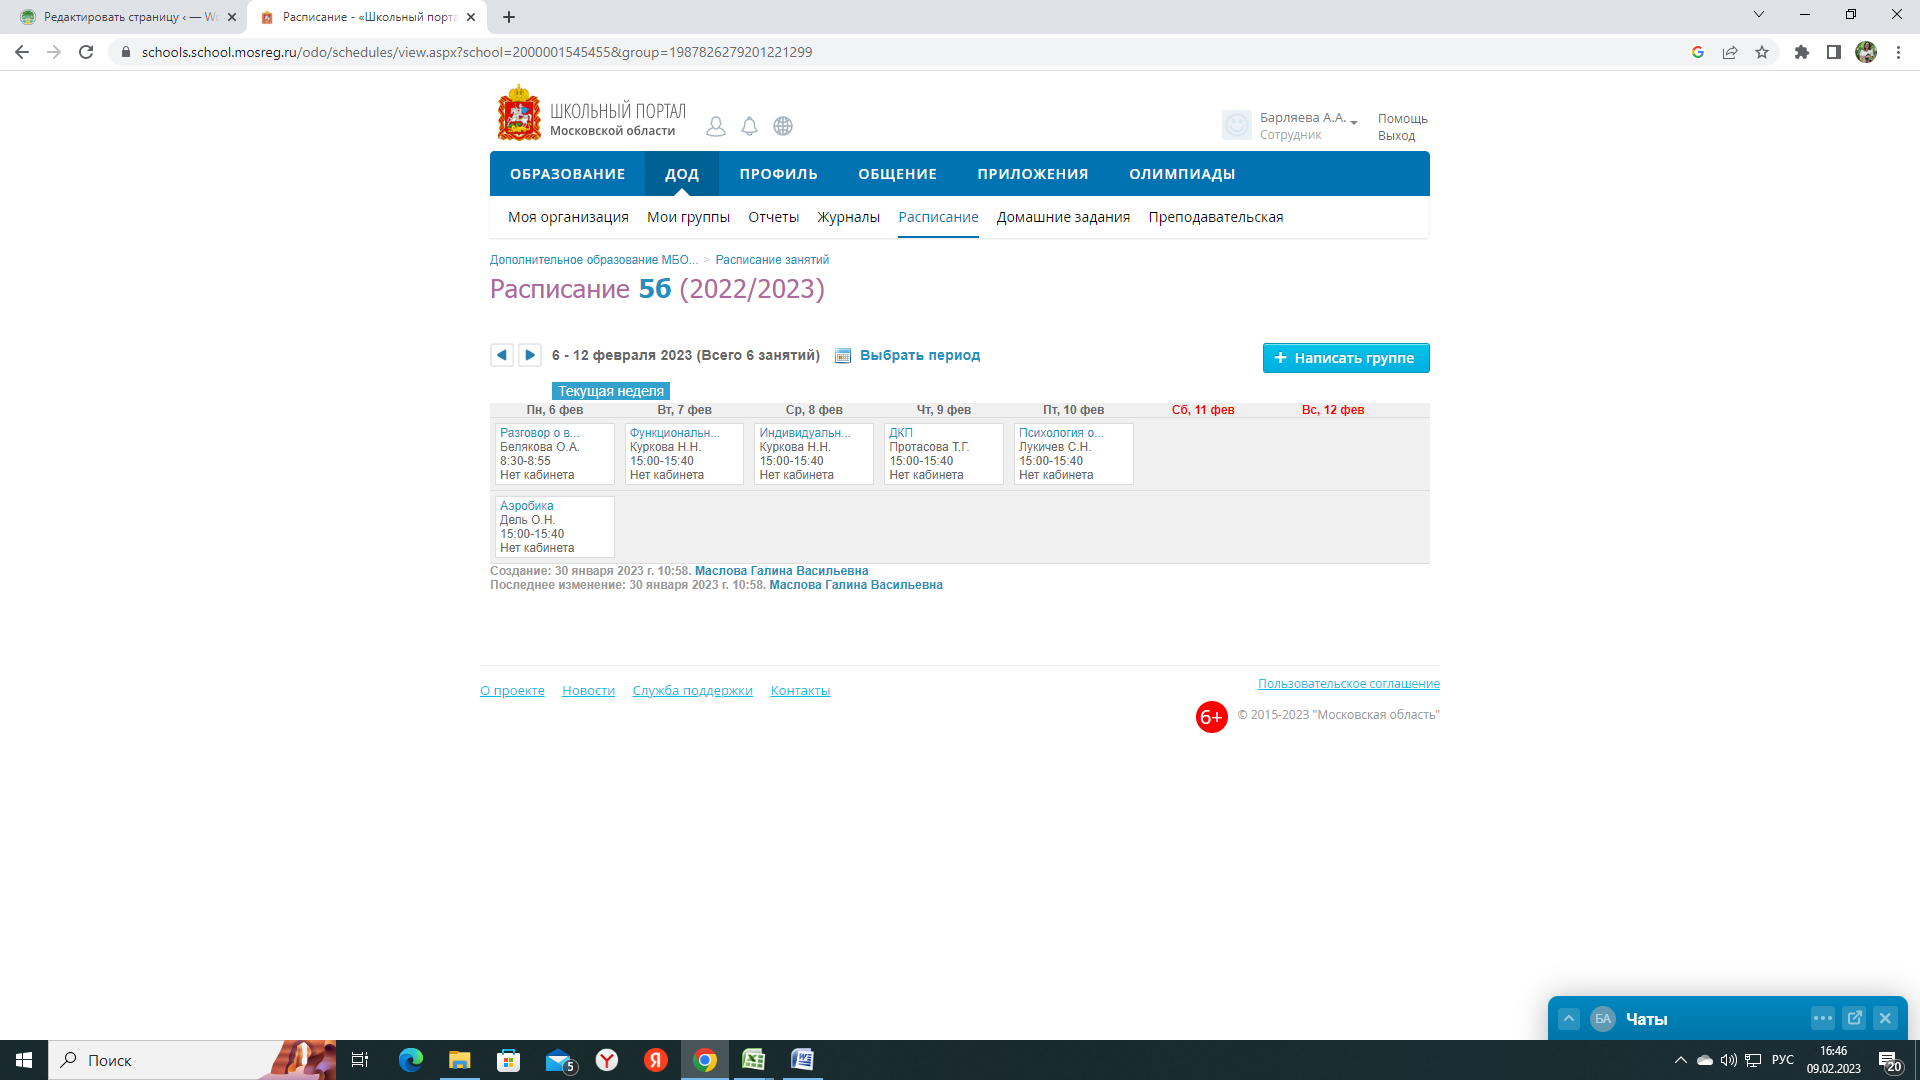 Редактировать страницу ‹ — Wo
Расписание - «Школьный порта
schools.school.mosreg.ru/odo/schedules/view.aspx?school=2000001545455&group=1987826279201221299
ШКОЛЬНЫЙ ПОРТАЛ
Московской области
Барляева А.А.
Сотрудник
Помощь
Выход
ОБРАЗОВАНИЕ ДОД ПРОФИЛЬ ОБЩЕНИЕ ПРИЛОЖЕНИЯ ОЛИМПИАДЫ
Моя организация Мои группы Отчеты Журналы Расписание Домашние задания Преподавательская
Дополнительное образование МБО... > Расписание занятий
Расписание 5б (2022/2023)
6 - 12 февраля 2023 (Всего 6 занятий) Выбрать период
+ Написать группе
Текущая неделя
Пн, 6 фев Вт, 7 фев Ср, 8 фев Чт, 9 фев Пт, 10 фев Сб, 11 фев Вс, 12 фев
Разговор о в... Функциональн... Индивидуальн... ДКП Психология о...
Белякова О.А. Куркова Н.Н. Куркова Н.Н. Протасова Т.Г. Лукичев С.Н.
8:30-8:55 15:00-15:40 15:00-15:40 15:00-15:40 15:00-15:40
Нет кабинета Нет кабинета Нет кабинета Нет кабинета Нет кабинета
Аэробика
Дель О.Н.
15:00-15:40
Нет кабинета
Создание: 30 января 2023 г. 10:58. Маслова Галина Васильевна
Последнее изменение: 30 января 2023 г. 10:58. Маслова Галина Васильевна
О проекте Новости Служба поддержки Контакты
Пользовательское соглашение
6+ © 2015-2023 "Московская область"
БА Чаты
Поиск
5
РУС
16:46
09.02.2023
20